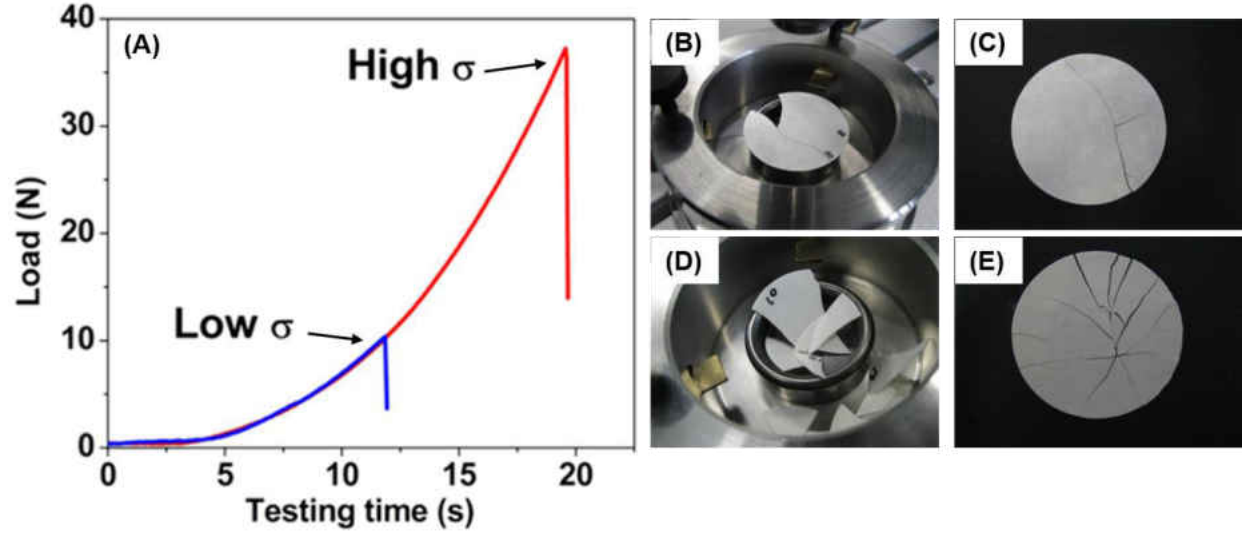 (A)
High σ
Low σ
Load (N)
40
30
20
10
0
0 5 10 15 20
Testing time (s)
(B)
(C)
(D)
(E)